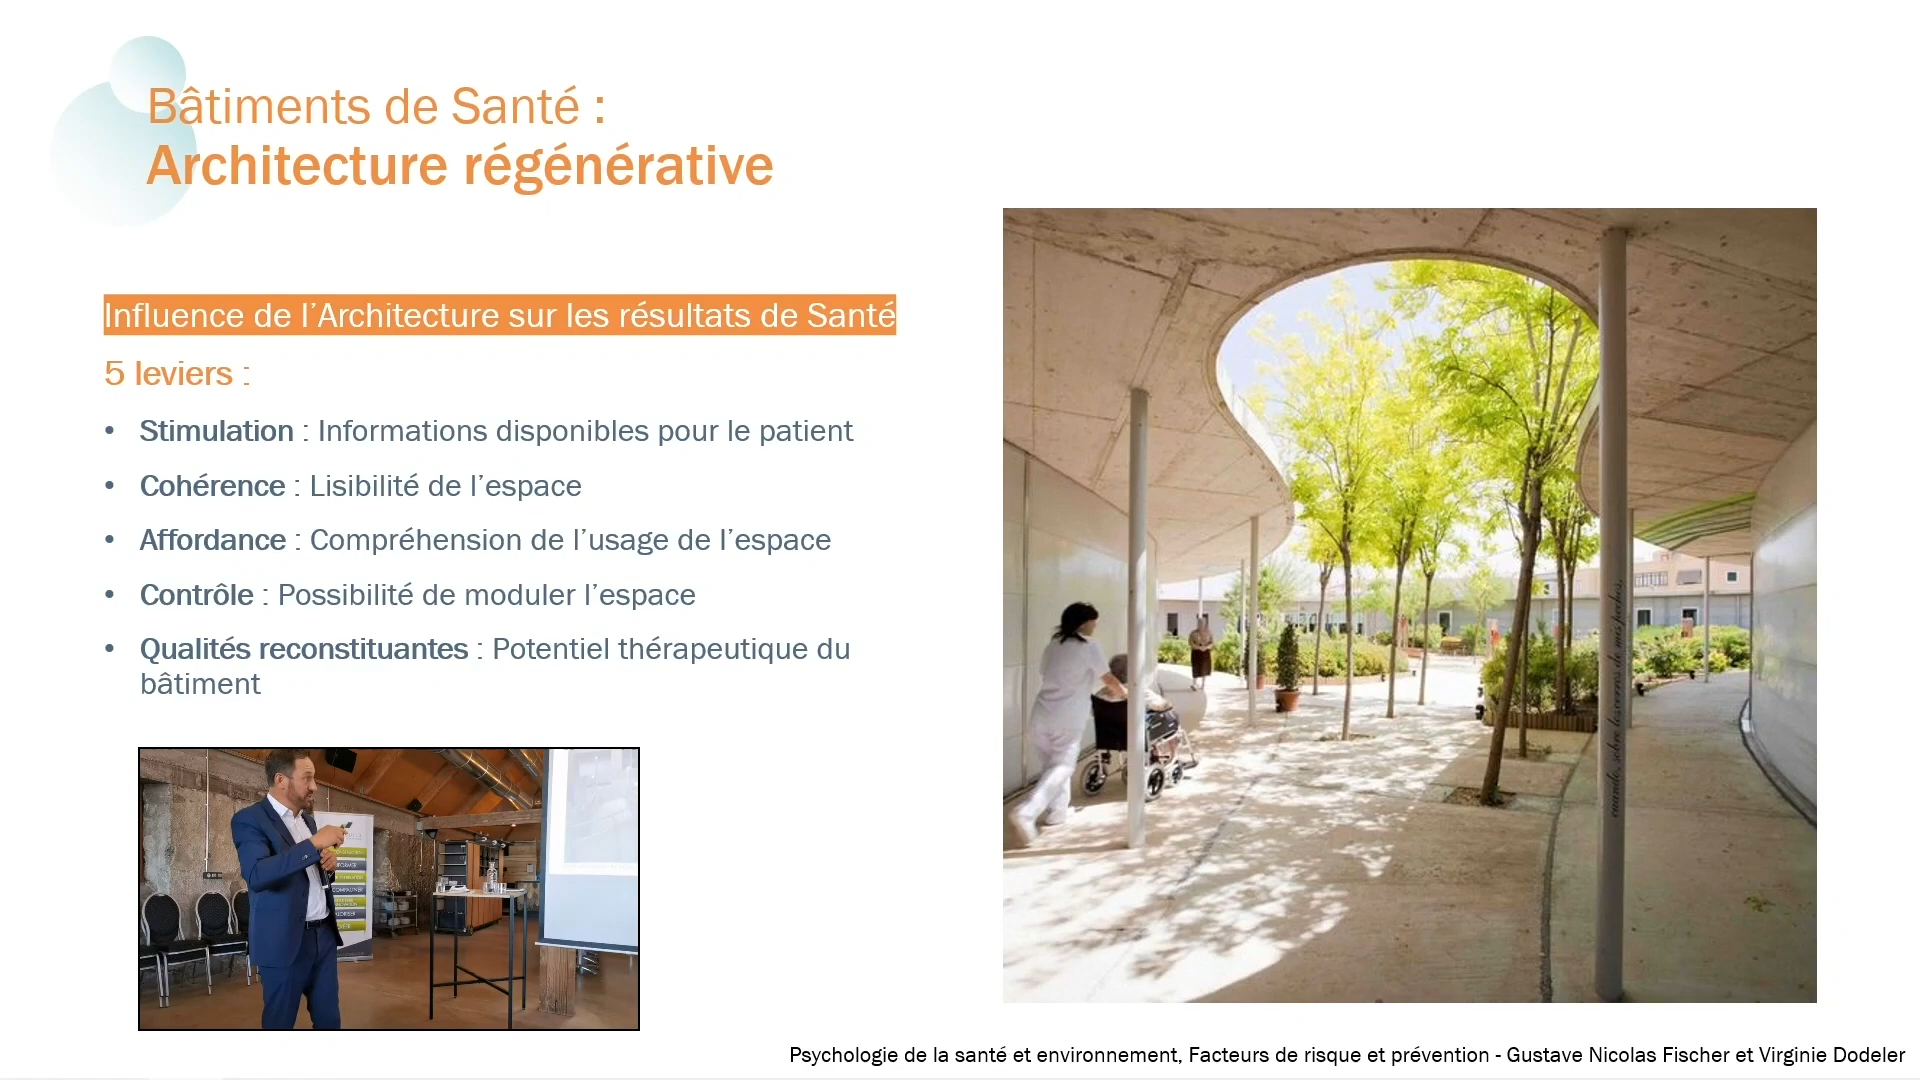 Bâtiments de Santé :
Architecture régénérative
Influence de l’Architecture sur les résultats de Santé
5 leviers :
• Stimulation : Informations disponibles pour le patient
• Cohérence : Lisibilité de l’espace
• Affordance : Compréhension de l’usage de l’espace
• Contrôle : Possibilité de moduler l’espace
• Qualités reconstituantes : Potentiel thérapeutique du
bâtiment
Psychologie de la santé et environnement, Facteurs de risque et prévention - Gustave Nicolas Fischer et Virginie Dodeler